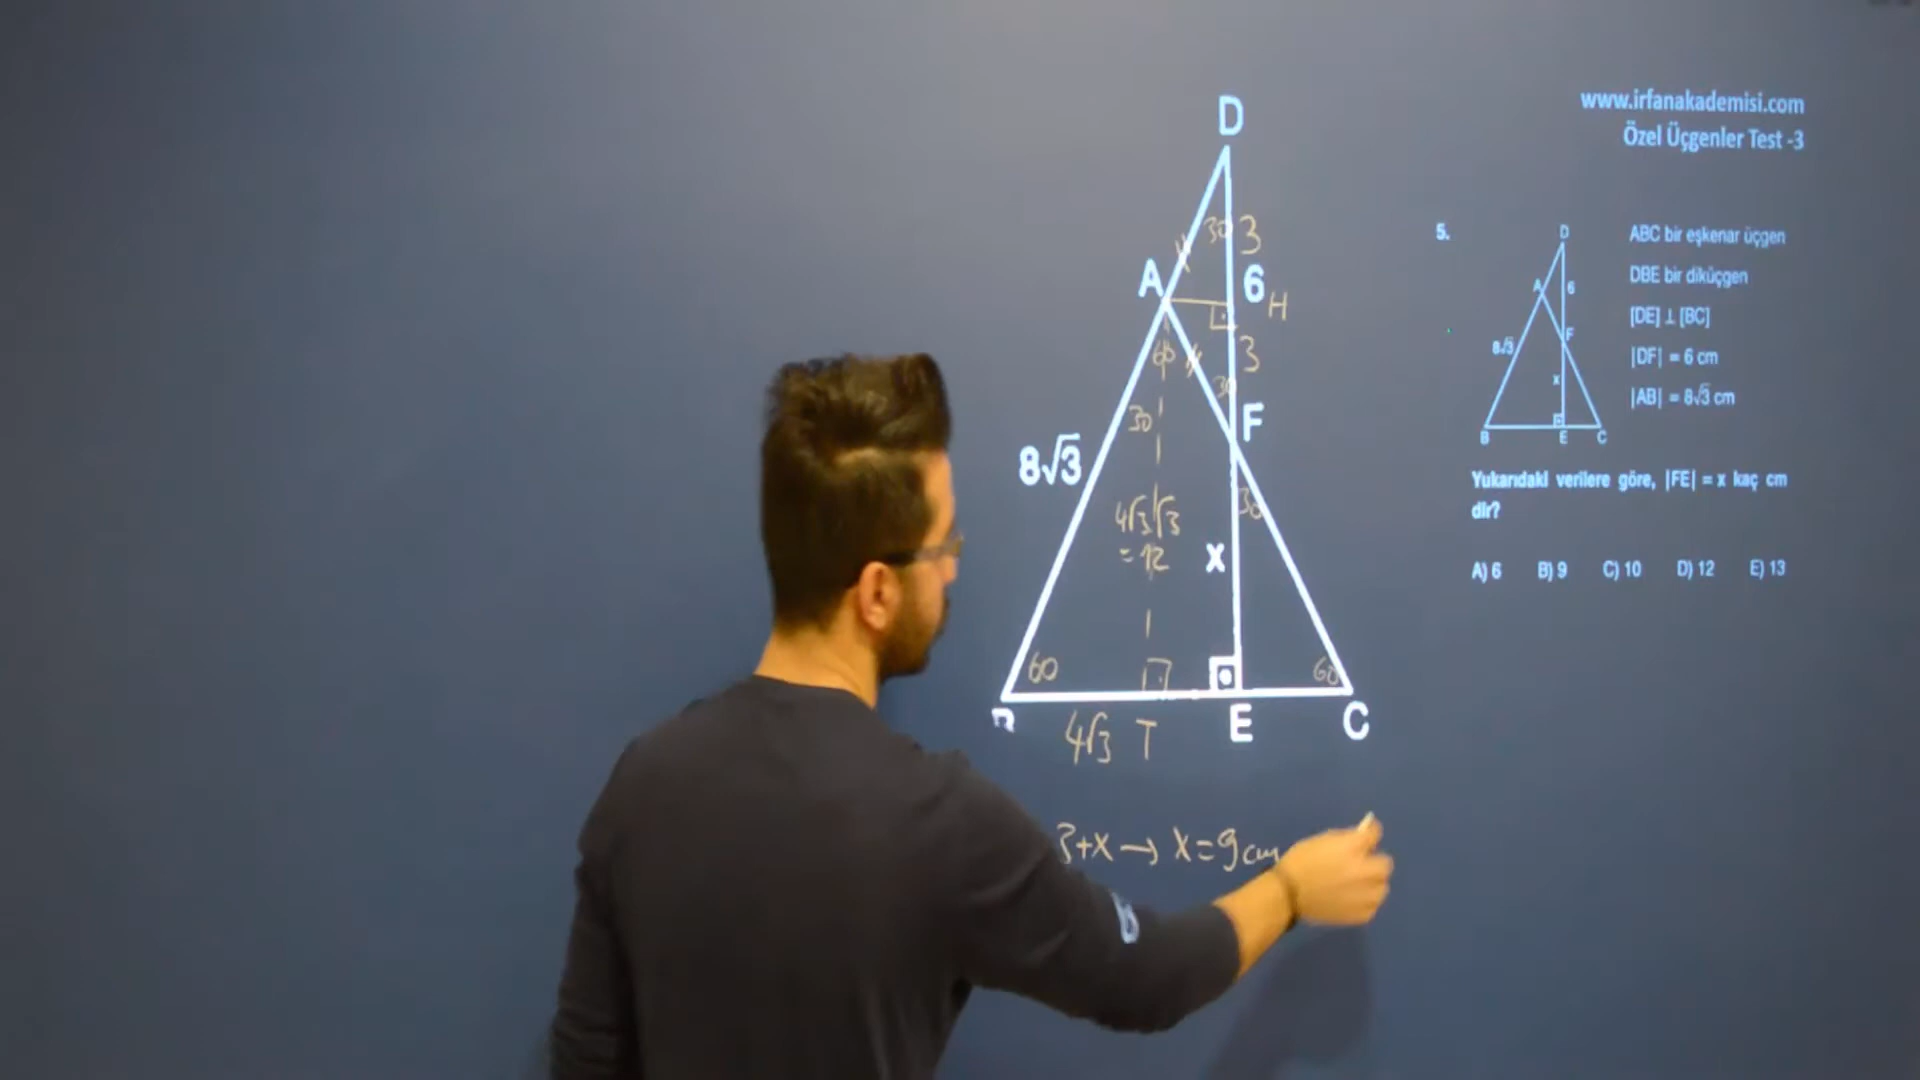 www.irfanakademisi.com
Özel Üçgenler Test -3
5.
D
A
6
F
8√3
x
B
E
C
ABC bir eşkenar üçgen
DBE bir diküçgen
[DE] ⊥ [BC]
|DF| = 6 cm
|AB| = 8√3 cm
Yukarıdaki verilere göre, |FE| = x kaç cm
dir?
A) 6 B) 9 C) 10 D) 12 E) 13
D
30 3
A
6 H
60 3
30
30
F
8√3
4√3√3 30
= 12
x
60 60
E C
4√3 T
3+x → x = 9 cm